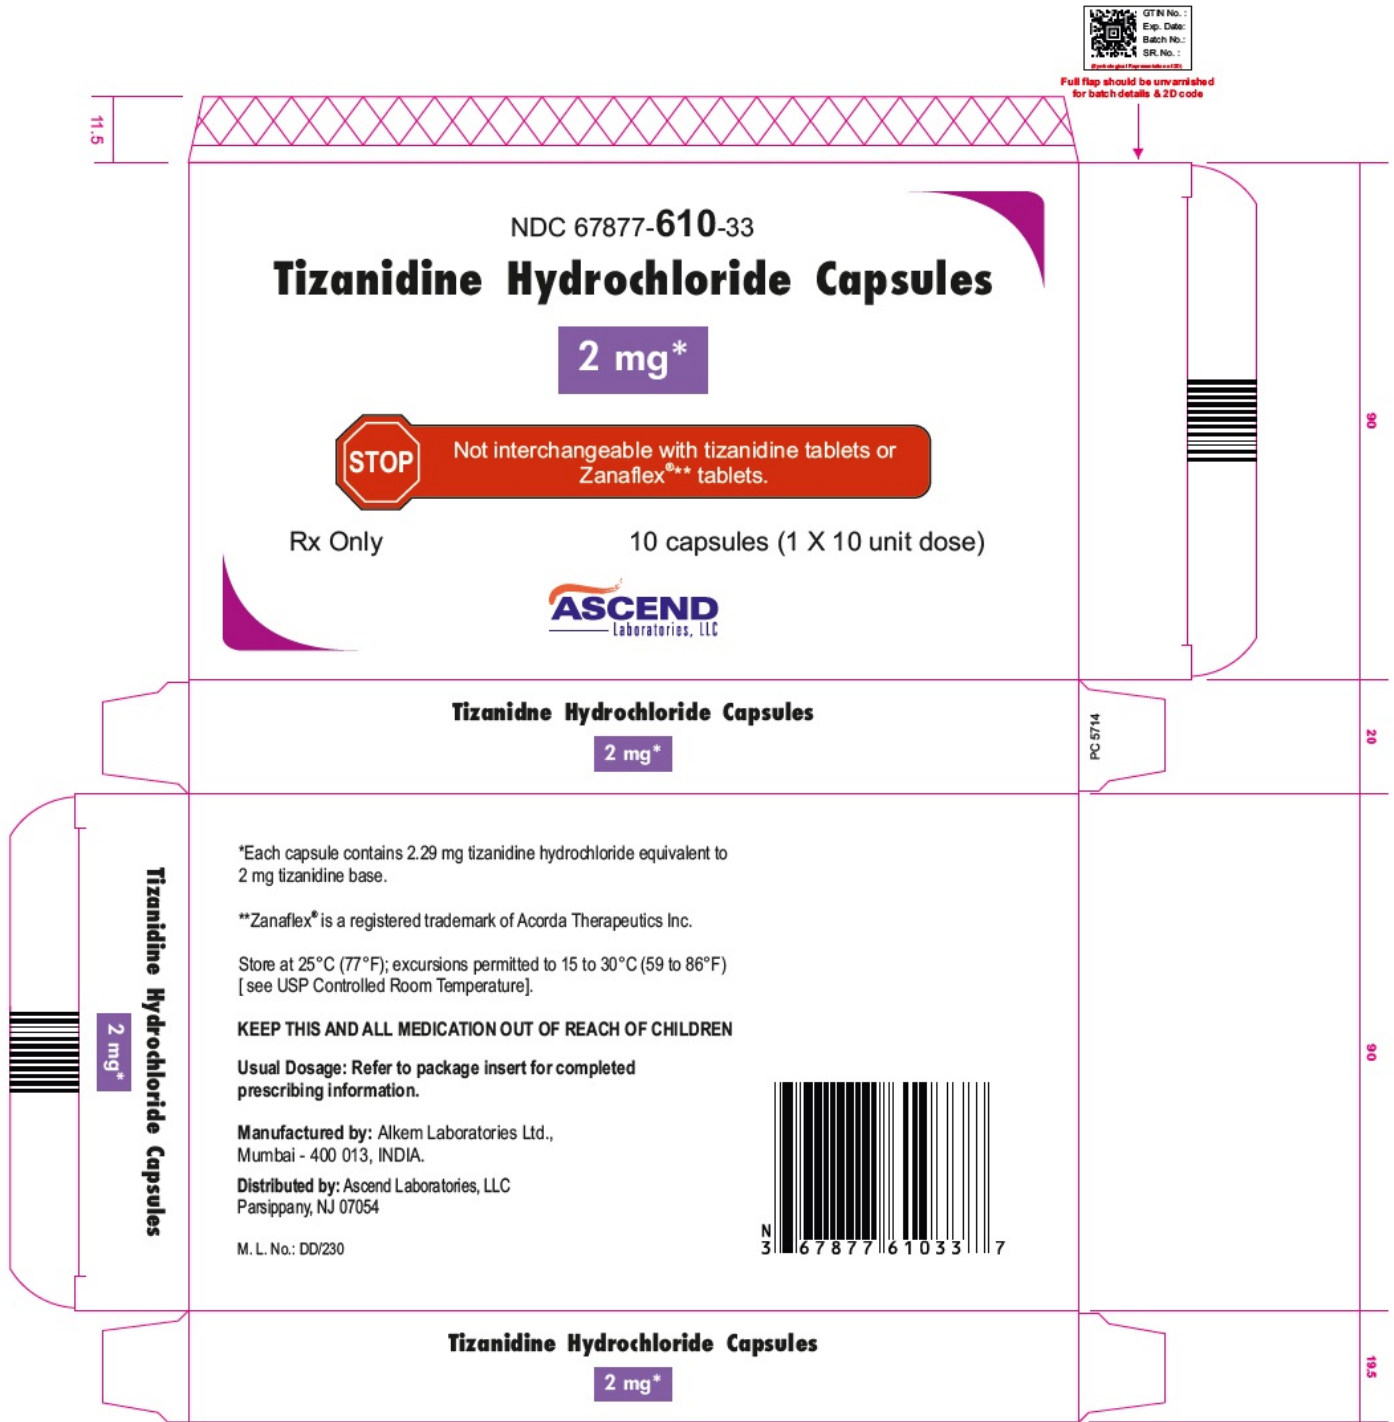 GTIN No. :
Exp. Date:
Batch No.:
SR. No. :
(Symbological Representation of 2D)
Full flap should be unvarnished
for batch details & 2D code
11.5
NDC 67877-610-33
Tizanidine Hydrochloride Capsules
2 mg*
STOP
Not interchangeable with tizanidine tablets or
Zanaflex®** tablets.
Rx Only
10 capsules (1 X 10 unit dose)
ASCEND
Laboratories, LLC
90
Tizanidne Hydrochloride Capsules
2 mg*
PC 5714
20
Tizanidine Hydrochloride Capsules
2 mg*
*Each capsule contains 2.29 mg tizanidine hydrochloride equivalent to
2 mg tizanidine base.
**Zanaflex® is a registered trademark of Acorda Therapeutics Inc.
Store at 25°C (77°F); excursions permitted to 15 to 30°C (59 to 86°F)
[ see USP Controlled Room Temperature].
KEEP THIS AND ALL MEDICATION OUT OF REACH OF CHILDREN
Usual Dosage: Refer to package insert for completed
prescribing information.
Manufactured by: Alkem Laboratories Ltd.,
Mumbai - 400 013, INDIA.
Distributed by: Ascend Laboratories, LLC
Parsippany, NJ 07054
M. L. No.: DD/230
N
3 67877 61033 7
90
Tizanidine Hydrochloride Capsules
2 mg*
19.5